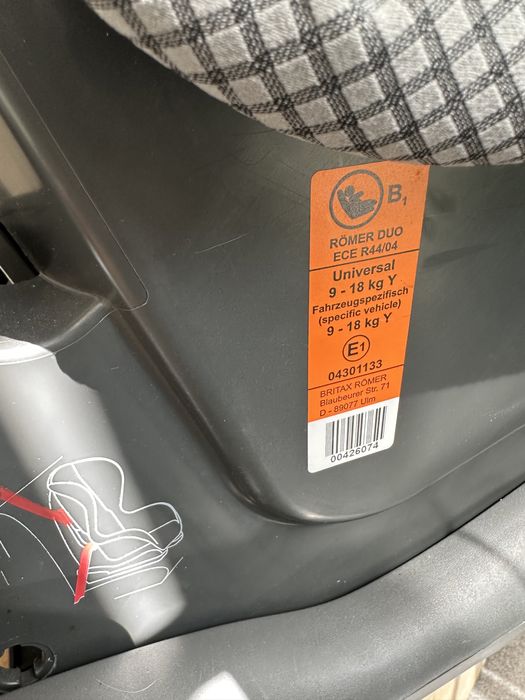 B1
RÖMER DUO
ECE R44/04
Universal
9 - 18 kg Y
Fahrzeugspezifisch
(specific vehicle)
9 - 18 kg Y
E1
04301133
BRITAX RÖMER
Blaubeurer Str. 71
D - 89077 Ulm
00426074